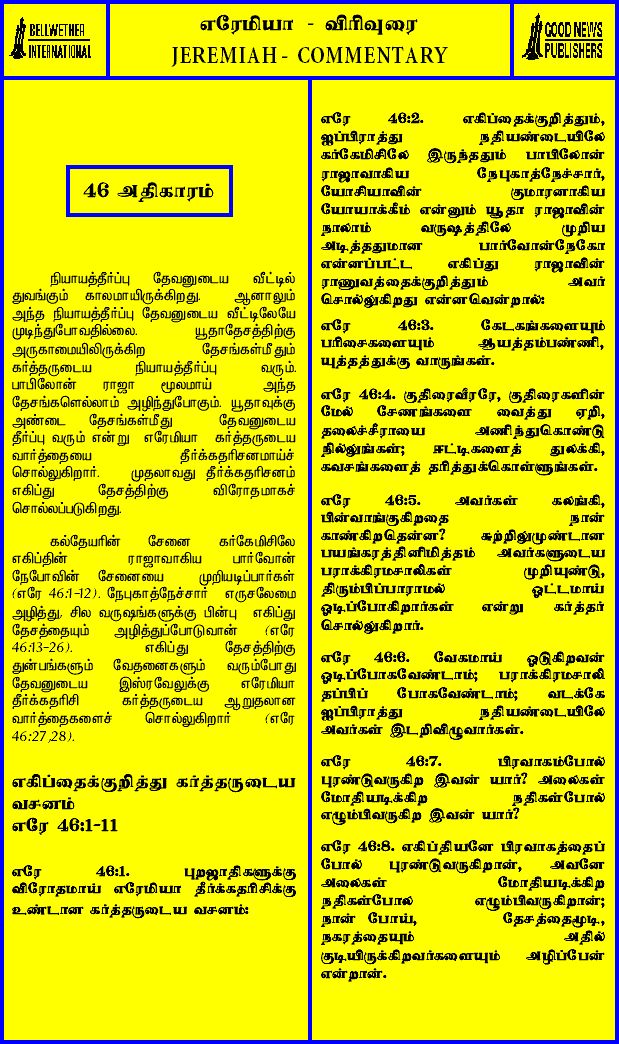 BELLWETHER
INTERNATIONAL
எரேமியா - விரிவுரை
JEREMIAH - COMMENTARY
GOOD NEWS
PUBLISHERS
46 அதிகாரம்
நியாயத்தீர்ப்பு தேவனுடைய வீட்டில்
துவங்கும் காலமாயிருக்கிறது. ஆனாலும்
அந்த நியாயத்தீர்ப்பு தேவனுடைய வீட்டிலேயே
முடிந்துபோவதில்லை. யூதாதேசத்திற்கு
அருகாமையிலிருக்கிற தேசங்கள்மீதும்
கர்த்தருடைய நியாயத்தீர்ப்பு வரும்.
பாபிலோன் ராஜா மூலமாய் அந்த
தேசங்களெல்லாம் அழிந்துபோகும். யூதாவுக்கு
அண்டை தேசங்கள்மீது தேவனுடைய
தீர்ப்பு வரும் என்று எரேமியா கர்த்தருடைய
வார்த்தையை தீர்க்கதரிசனமாய்ச்
சொல்லுகிறார். முதலாவது தீர்க்கதரிசனம்
எகிப்து தேசத்திற்கு விரோதமாகச்
சொல்லப்படுகிறது.
கல்தேயரின் சேனை கர்கேமிசிலே
எகிப்தின் ராஜாவாகிய பார்வோன்
நேபோவின் சேனையை முறியடிப்பார்கள்
(எரே 46:1-12). நேபுகாத்நேச்சார் எருசலேமை
அழித்து, சில வருஷங்களுக்கு பின்பு எகிப்து
தேசத்தையும் அழித்துப்போடுவான் (எரே
46:13-26). எகிப்து தேசத்திற்கு
துன்பங்களும் வேதனைகளும் வரும்போது
தேவனுடைய இஸ்ரவேலுக்கு எரேமியா
தீர்க்கதரிசி கர்த்தருடைய ஆறுதலான
வார்த்தைகளைச் சொல்லுகிறார் (எரே
46:27,28).
எகிப்தைக்குறித்து கர்த்தருடைய
வசனம்
எரே 46:1-11
எரே 46:1. புறஜாதிகளுக்கு
விரோதமாய் எரேமியா தீர்க்கதரிசிக்கு
உண்டான கர்த்தருடைய வசனம்:
எரே 46:2. எகிப்தைக்குறித்தும்,
ஐப்பிராத்து நதியண்டையிலே
கர்கேமிசிலே இருந்ததும் பாபிலோன்
ராஜாவாகிய நேபுகாத்நேச்சார்,
யோசியாவின் குமாரனாகிய
யோயாக்கீம் என்னும் யூதா ராஜாவின்
நாலாம் வருஷத்திலே முறிய
அடித்ததுமான பார்வோன்நேகோ
என்னப்பட்ட எகிப்து ராஜாவின்
ராணுவத்தைக்குறித்தும் அவர்
சொல்லுகிறது என்னவென்றால்:
எரே 46:3. கேடகங்களையும்
பரிசைகளையும் ஆயத்தம்பண்ணி,
யுத்தத்துக்கு வாருங்கள்.
எரே 46:4. குதிரைவீரரே, குதிரைகளின்
மேல் சேணங்களை வைத்து ஏறி,
தலைச்சீராயை அணிந்துகொண்டு
நில்லுங்கள்; ஈட்டிகளைத் துலக்கி,
கவசங்களைத் தரித்துக்கொள்ளுங்கள்.
எரே 46:5. அவர்கள் கலங்கி,
பின்வாங்குகிறதை நான்
காண்கிறதென்ன? சுற்றிலுமுண்டான
பயங்கரத்தினிமித்தம் அவர்களுடைய
பராக்கிரமசாலிகள் முறியுண்டு,
திரும்பிப்பாராமல் ஓட்டமாய்
ஓடிப்போகிறார்கள் என்று கர்த்தர்
சொல்லுகிறார்.
எரே 46:6. வேகமாய் ஓடுகிறவன்
ஓடிப்போகவேண்டாம்; பராக்கிரமசாலி
தப்பிப் போகவேண்டாம்; வடக்கே
ஐப்பிராத்து நதியண்டையிலே
அவர்கள் இடறிவிழுவார்கள்.
எரே 46:7. பிரவாகம்போல்
புரண்டுவருகிற இவன் யார்? அலைகள்
மோதியடிக்கிற நதிகள்போல்
எழும்பிவருகிற இவன் யார்?
எரே 46:8. எகிப்தியனே பிரவாகத்தைப்
போல் புரண்டுவருகிறான், அவனே
அலைகள் மோதியடிக்கிற
நதிகள்போல எழும்பிவருகிறான்;
நான் போய், தேசத்தைமூடி,
நகரத்தையும் அதில்
குடியிருக்கிறவர்களையும் அழிப்பேன்
என்றான்.